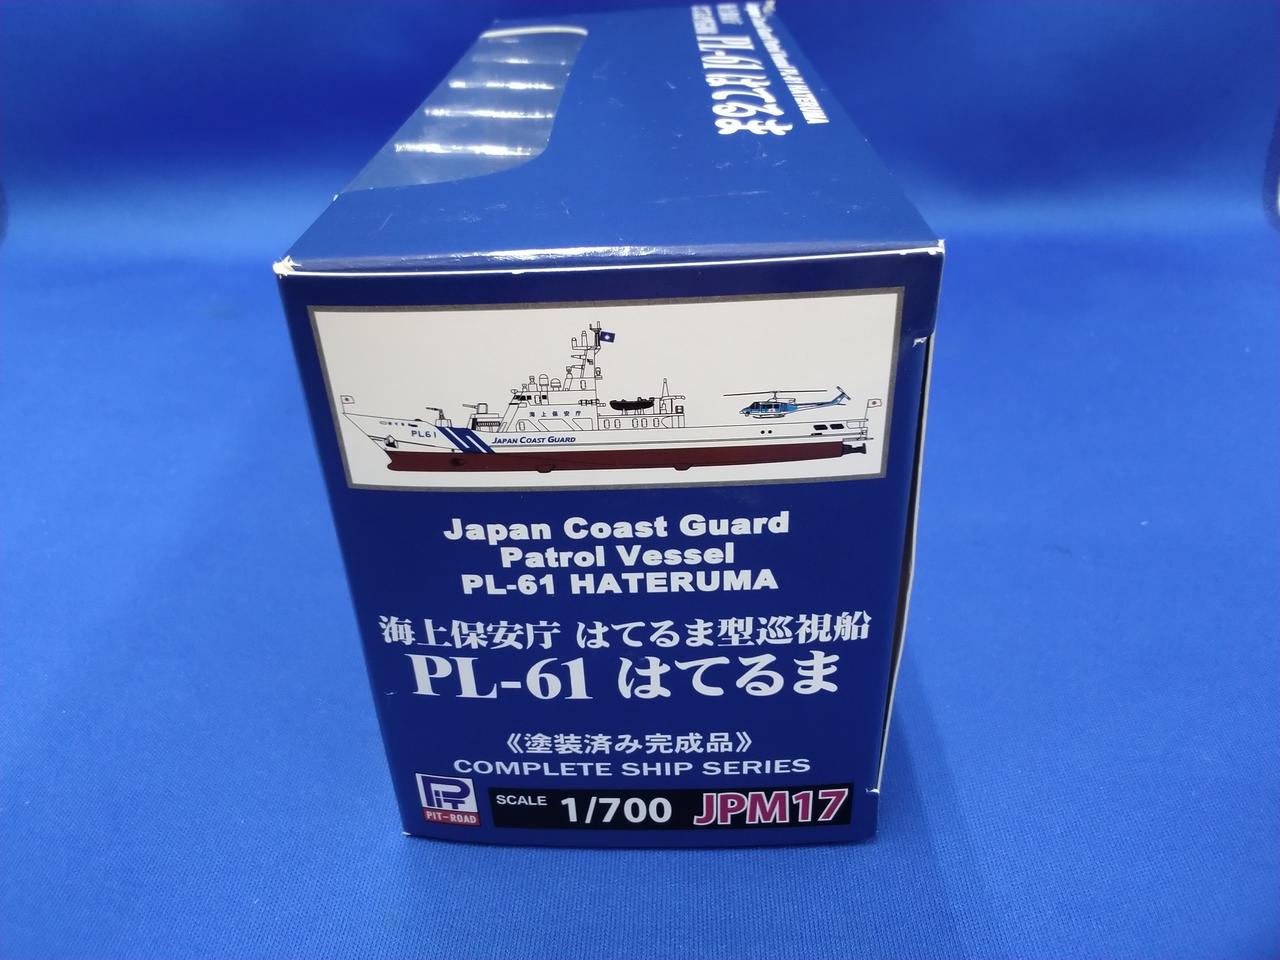 PL-61 はてるま
PL61
海上保安庁
JAPAN COAST GUARD
Japan Coast Guard
Patrol Vessel
PL-61 HATERUMA
海上保安庁 はてるま型巡視船
PL-61 はてるま
《塗装済み完成品》
COMPLETE SHIP SERIES
PIT
PIT-ROAD
SCALE 1/700 JPM17